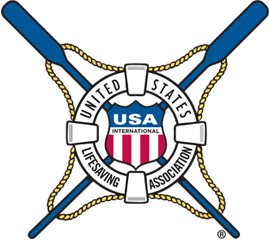 UNITED STATES
USA
INTERNATIONAL
LIFESAVING ASSOCIATION
®